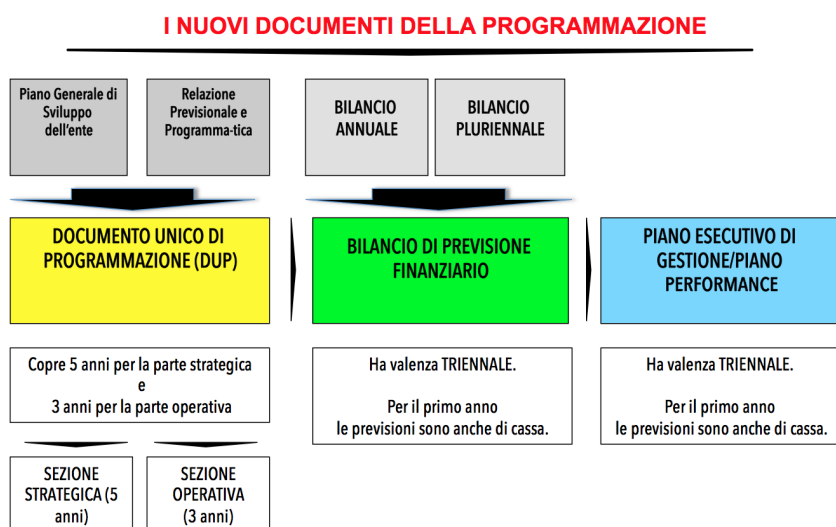 I NUOVI DOCUMENTI DELLA PROGRAMMAZIONE
Piano Generale di
Sviluppo
dell'ente
Relazione
Previsionale e
Programma-tica
BILANCIO
ANNUALE
BILANCIO
PLURIENNALE
DOCUMENTO UNICO DI
PROGRAMMAZIONE (DUP)
BILANCIO DI PREVISIONE
FINANZIARIO
PIANO ESECUTIVO DI
GESTIONE/PIANO
PERFORMANCE
Copre 5 anni per la parte strategica
e
3 anni per la parte operativa
Ha valenza TRIENNALE.
Per il primo anno
le previsioni sono anche di cassa.
Ha valenza TRIENNALE.
Per il primo anno
le previsioni sono anche di cassa.
SEZIONE
STRATEGICA (5
anni)
SEZIONE
OPERATIVA
(3 anni)